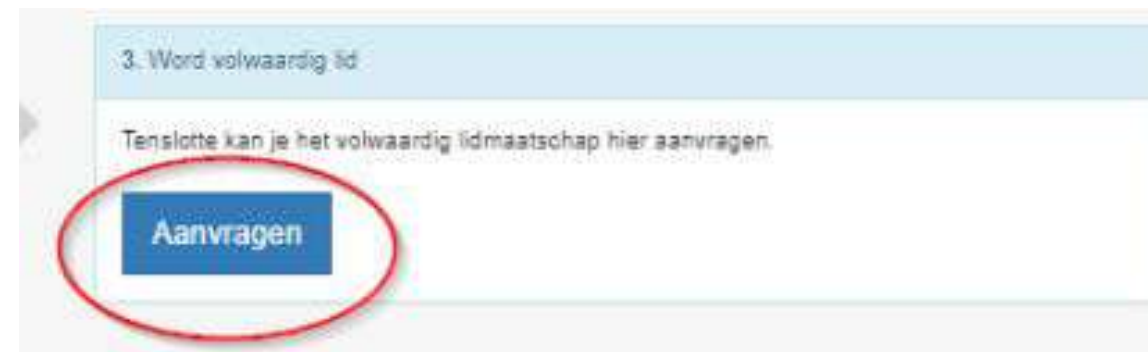 3. Word volwaardig lid
Tenslotte kan je het volwaardig lidmaatschap hier aanvragen.
Aanvragen